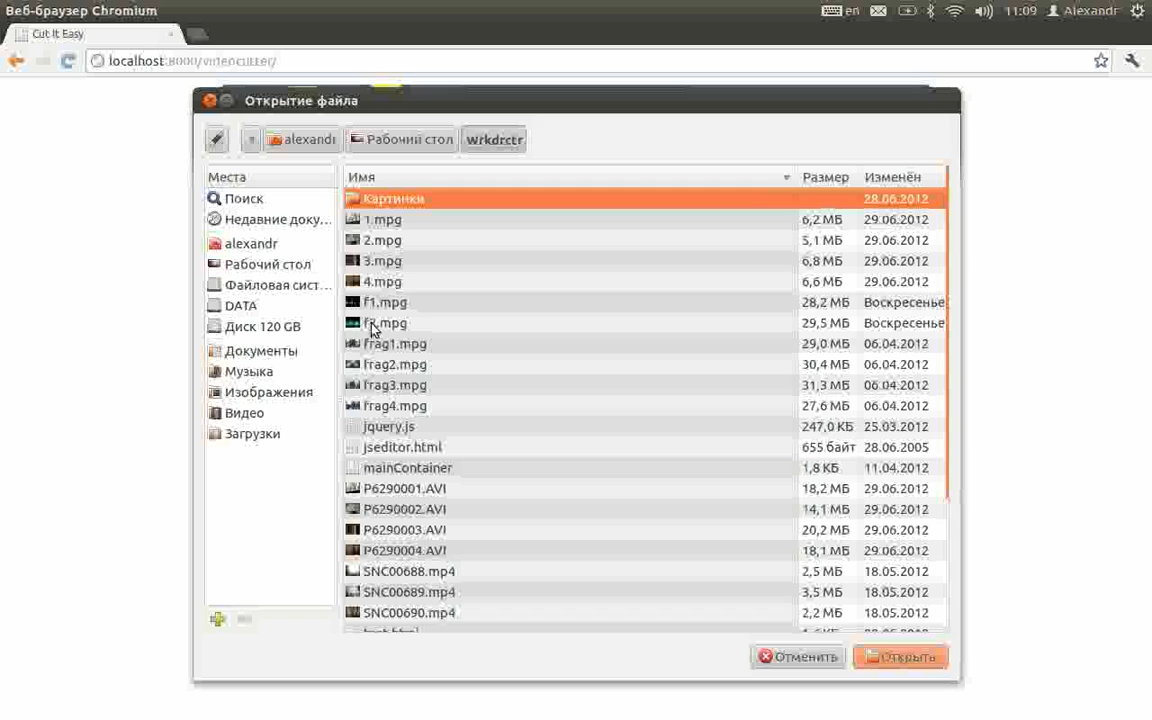 Веб-браузер Chromium
en
11:09
Alexandr
Cut It Easy
localhost:8000/videocutter/
Открытие файла
alexandr
Рабочий стол
Wrkdrctr
Места
Имя
Размер
Изменён
Поиск
Недавние доку...
alexandr
Рабочий стол
Файловая сист...
DATA
Диск 120 GB
Документы
Музыка
Изображения
Видео
Загрузки
Картинки 28.06.2012
1.mpg 6,2 МБ 29.06.2012
2.mpg 5,1 МБ 29.06.2012
3.mpg 6,8 МБ 29.06.2012
4.mpg 6,6 МБ 29.06.2012
f1.mpg 28,2 МБ Воскресенье
f2.mpg 29,5 МБ Воскресенье
frag1.mpg 29,0 МБ 06.04.2012
frag2.mpg 30,4 МБ 06.04.2012
frag3.mpg 31,3 МБ 06.04.2012
frag4.mpg 27,6 МБ 06.04.2012
jquery.js 247,0 КБ 25.03.2012
jseditor.html 655 байт 28.06.2005
mainContainer 1,8 КБ 11.04.2012
P6290001.AVI 18,2 МБ 29.06.2012
P6290002.AVI 14,1 МБ 29.06.2012
P6290003.AVI 20,2 МБ 29.06.2012
P6290004.AVI 18,1 МБ 29.06.2012
SNC00688.mp4 2,5 МБ 18.05.2012
SNC00689.mp4 3,5 МБ 18.05.2012
SNC00690.mp4 2,2 МБ 18.05.2012
Отменить
Открыть